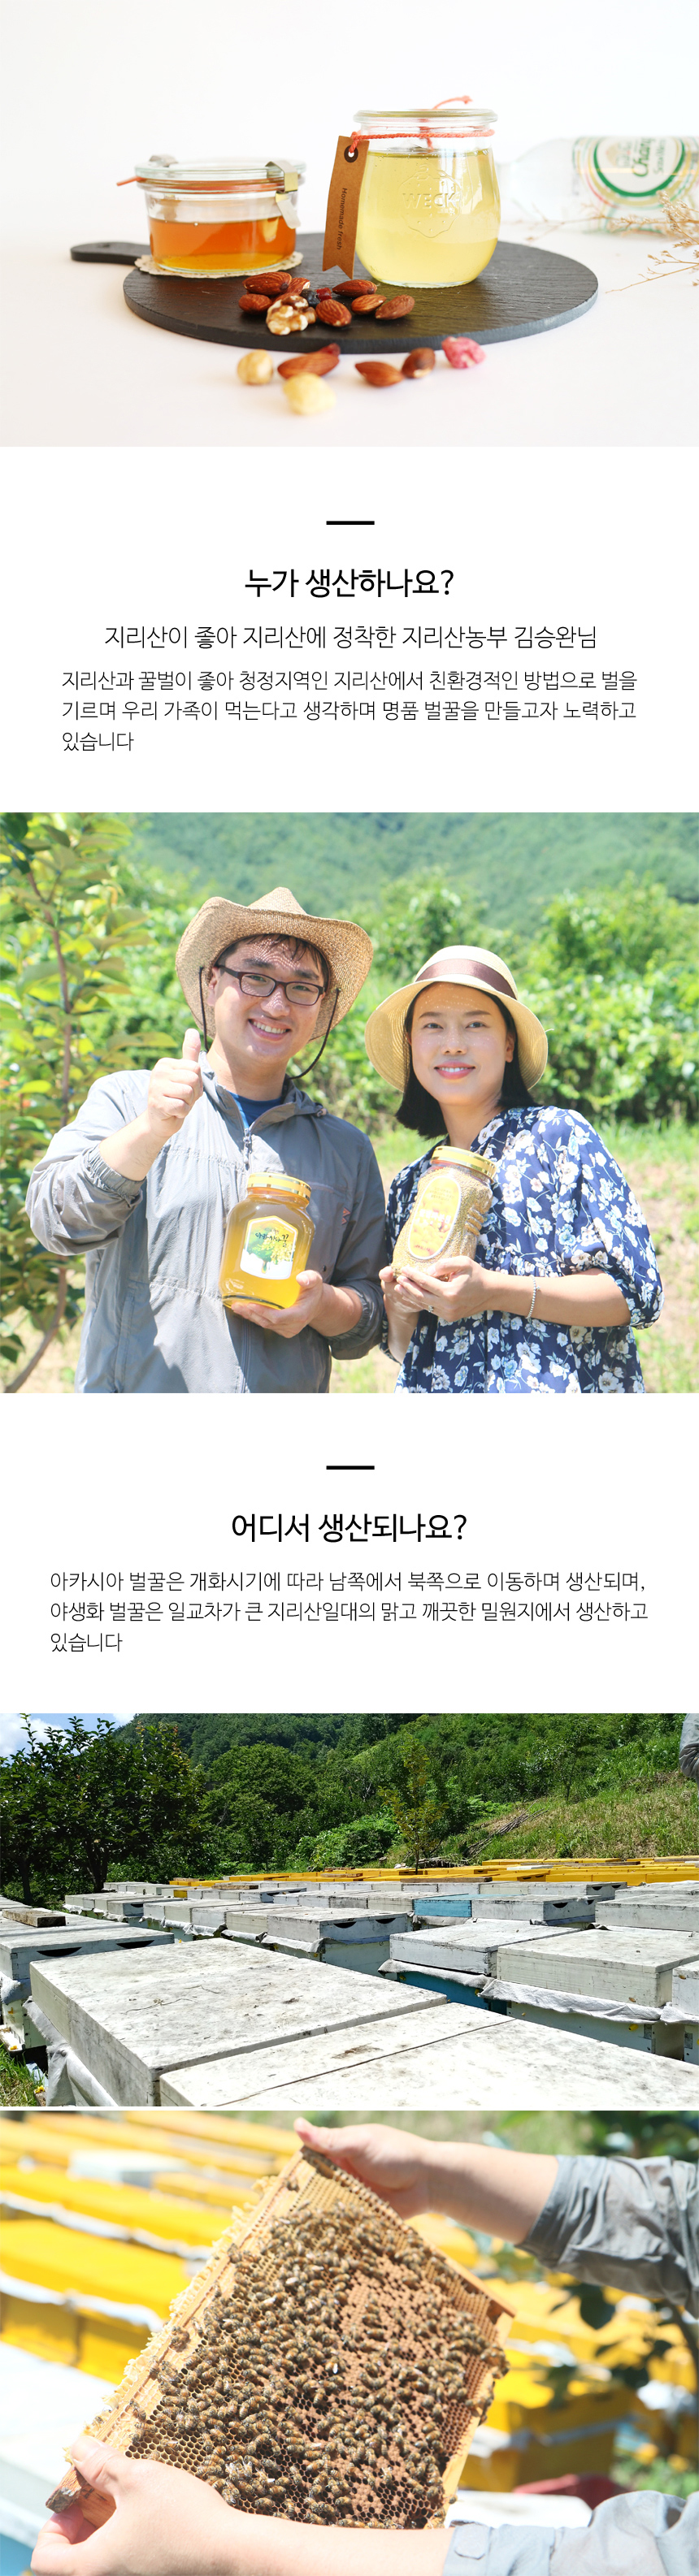 WECK
Homemade fresh
누가 생산하나요?
지리산이 좋아 지리산에 정착한 지리산농부 김승완님
지리산과 꿀벌이 좋아 청정지역인 지리산에서 친환경적인 방법으로 벌을
기르며 우리 가족이 먹는다고 생각하며 명품 벌꿀을 만들고자 노력하고
있습니다
어디서 생산되나요?
아카시아 벌꿀은 개화시기에 따라 남쪽에서 북쪽으로 이동하며 생산되며,
야생화 벌꿀은 일교차가 큰 지리산일대의 맑고 깨끗한 밀원지에서 생산하고
있습니다